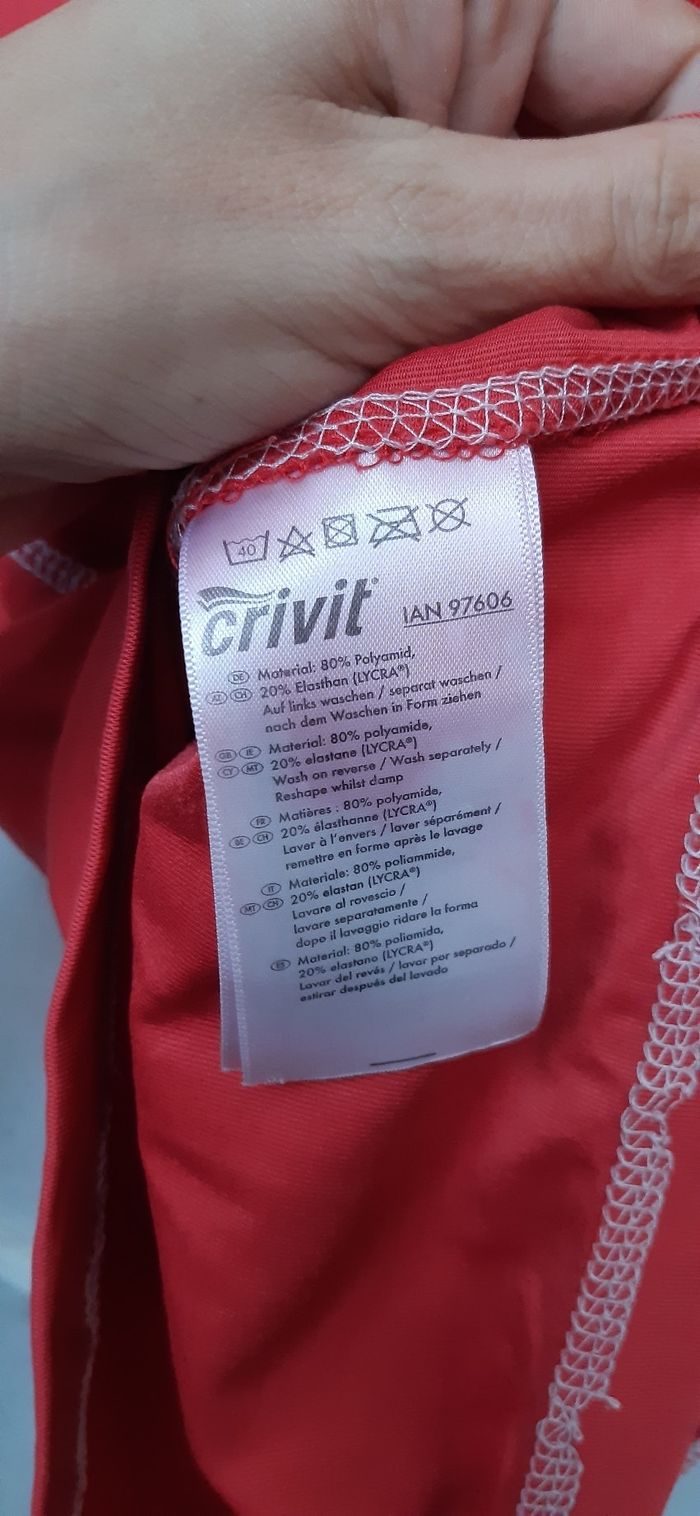 40
crivit®
IAN 97606
DE Material: 80% Polyamid,
AT CH 20% Elasthan (LYCRA®)
Auf links waschen / separat waschen /
nach dem Waschen in Form ziehen
GB IE Material: 80% polyamide,
CY MT 20% elastane (LYCRA®)
Wash on reverse / Wash separately /
Reshape whilst damp
FR Matières : 80% polyamide,
BE CH 20% élasthanne (LYCRA®)
Laver à l'envers / laver séparément /
remettre en forme après le lavage
IT Materiale: 80% poliammide,
MT CH 20% elastan (LYCRA®)
Lavare al rovescio /
lavare separatamente /
dopo il lavaggio ridare la forma
ES Material: 80% poliamida,
20% elastano (LYCRA®)
Lavar del revés / lavar por separado /
estirar después del lavado